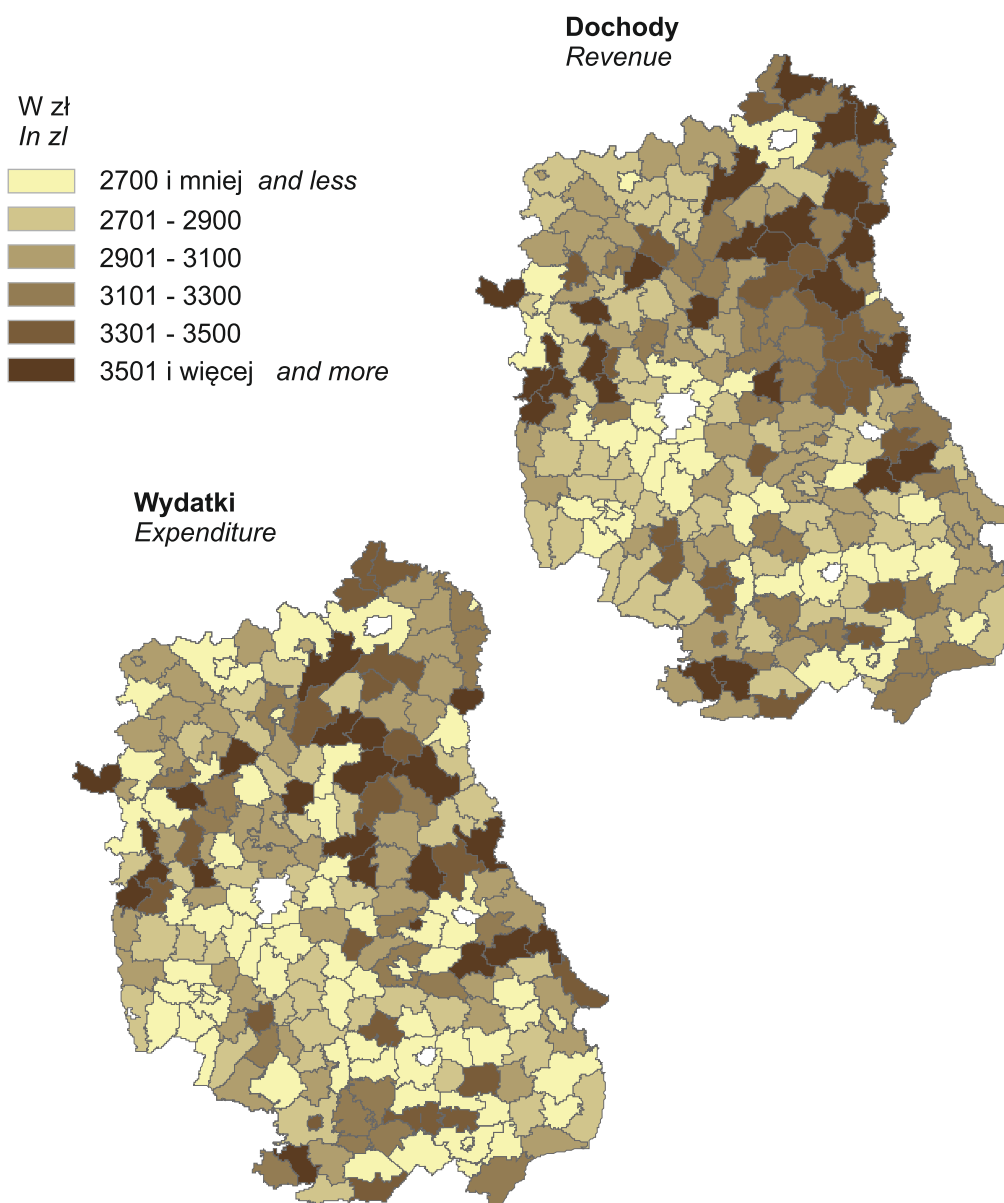 Dochody
Revenue
W zł
In zl
2700 i mniej and less
2701 - 2900
2901 - 3100
3101 - 3300
3301 - 3500
3501 i więcej and more
Wydatki
Expenditure